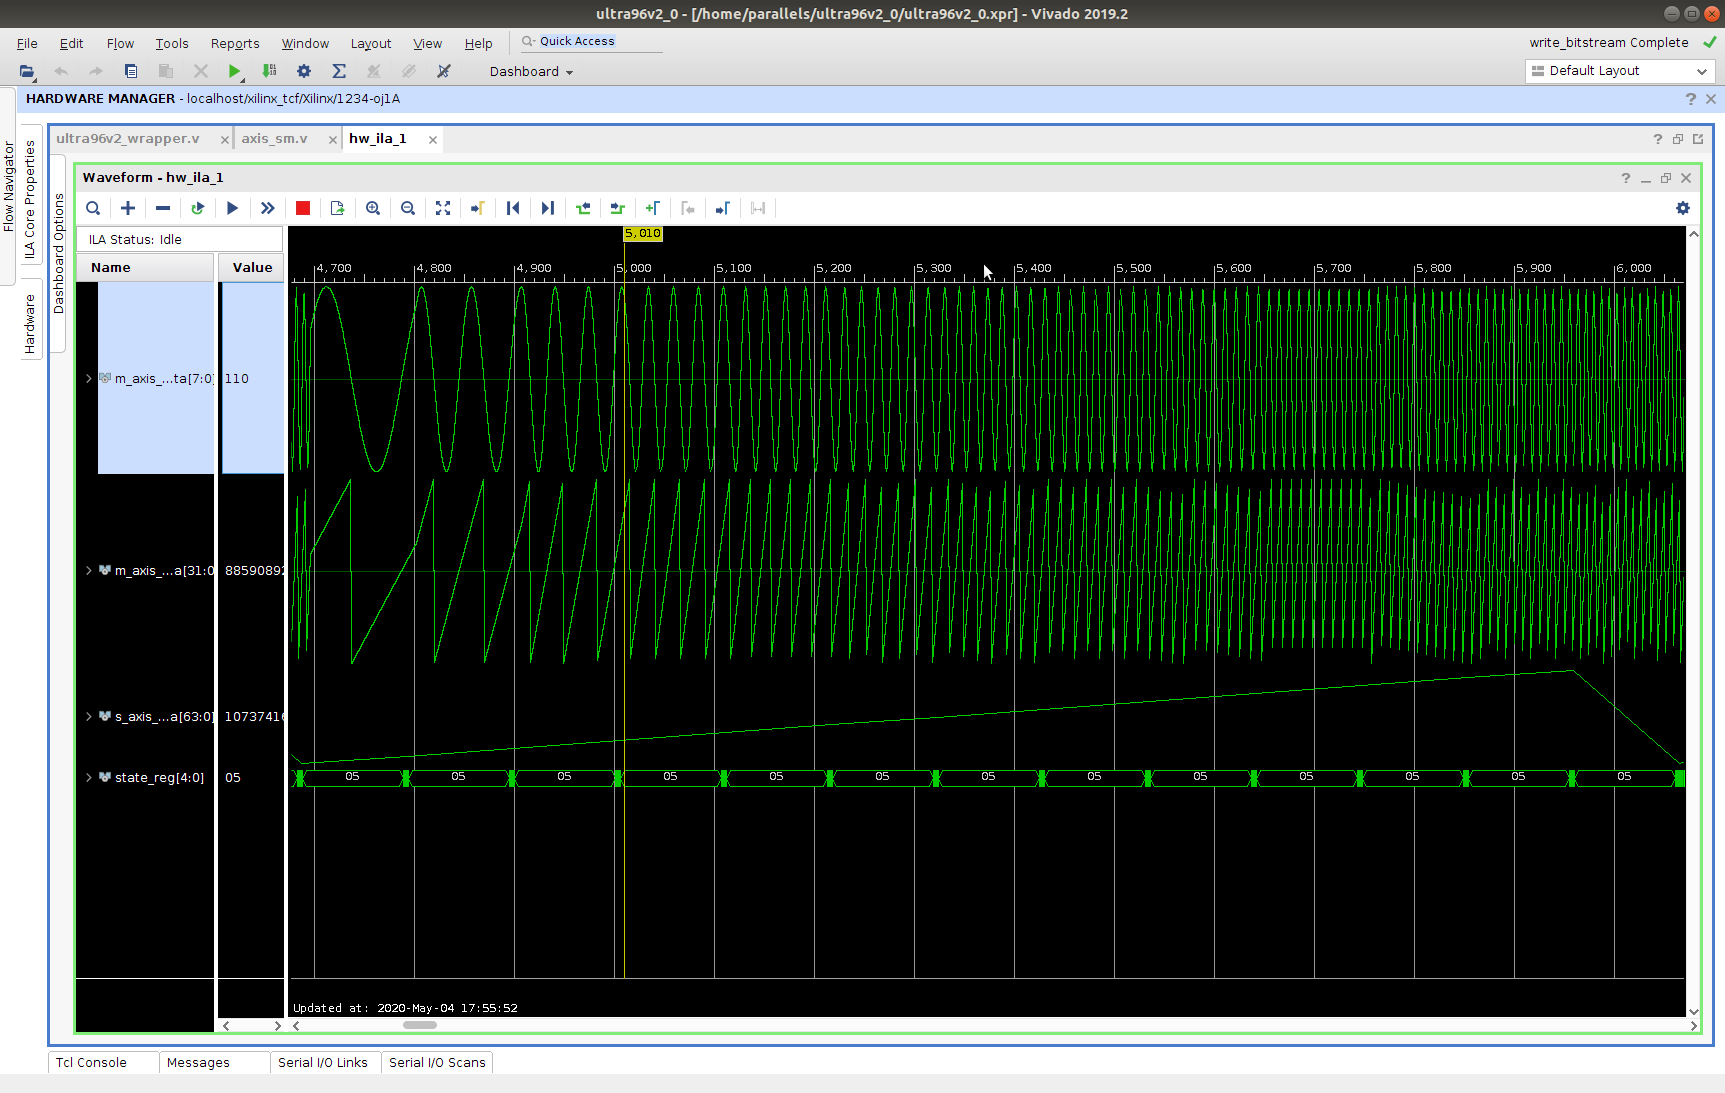 ultra96v2_0 - [/home/parallels/ultra96v2_0/ultra96v2_0.xpr] - Vivado 2019.2
File Edit Flow Tools Reports Window Layout View Help Quick Access write_bitstream Complete
Dashboard Default Layout
HARDWARE MANAGER - localhost/xilinx_tcf/Xilinx/1234-oj1A
Flow Navigator
ILA Core Properties
Hardware
Dashboard Options
ultra96v2_wrapper.v axis_sm.v hw_ila_1
Waveform - hw_ila_1
ILA Status: Idle
Name Value
5,010
4,700 4,800 4,900 5,000 5,100 5,200 5,300 5,400 5,500 5,600 5,700 5,800 5,900 6,000
m_axis_...ta[7:0] 110
m_axis_...a[31:0 88590892
s_axis_...a[63:0] 10737416
state_reg[4:0] 05 05 05 05 05 05 05 05 05 05 05 05 05 05
Updated at: 2020-May-04 17:55:52
Tcl Console Messages Serial I/O Links Serial I/O Scans